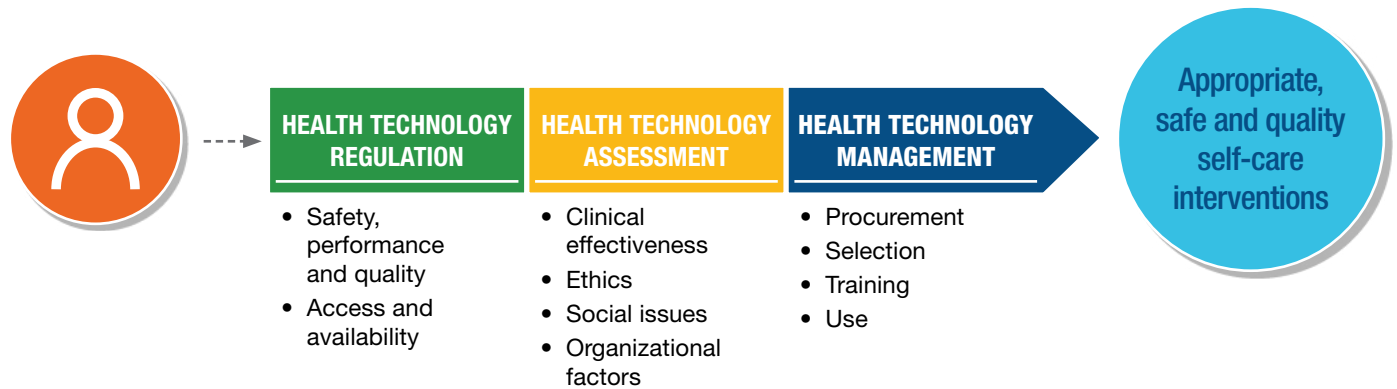 HEALTH TECHNOLOGY
REGULATION
• Safety,
performance
and quality
• Access and
availability
HEALTH TECHNOLOGY
ASSESSMENT
• Clinical
effectiveness
• Ethics
• Social issues
• Organizational
factors
HEALTH TECHNOLOGY
MANAGEMENT
• Procurement
• Selection
• Training
• Use
Appropriate,
safe and quality
self-care
interventions